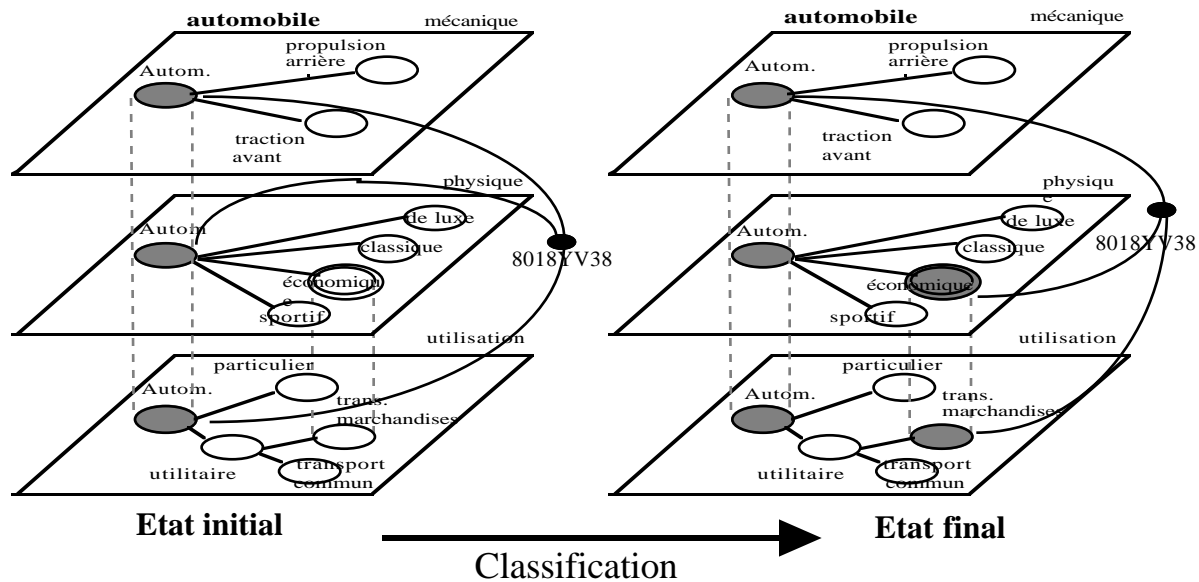 automobile
mécanique
propulsion
arrière
Autom.
traction
avant
physique
de luxe
Autom
classique
8018YV38
économiqu
e
sportif
utilisation
particulier
Autom.
trans.
marchandises
utilitaire
transport
commun
Etat initial
automobile
mécanique
propulsion
arrière
Autom.
traction
avant
physiqu
e
de luxe
Autom.
classique
8018YV38
économique
sportif
utilisation
particulier
Autom.
trans.
marchandises
utilitaire
transport
commun
Etat final
Classification